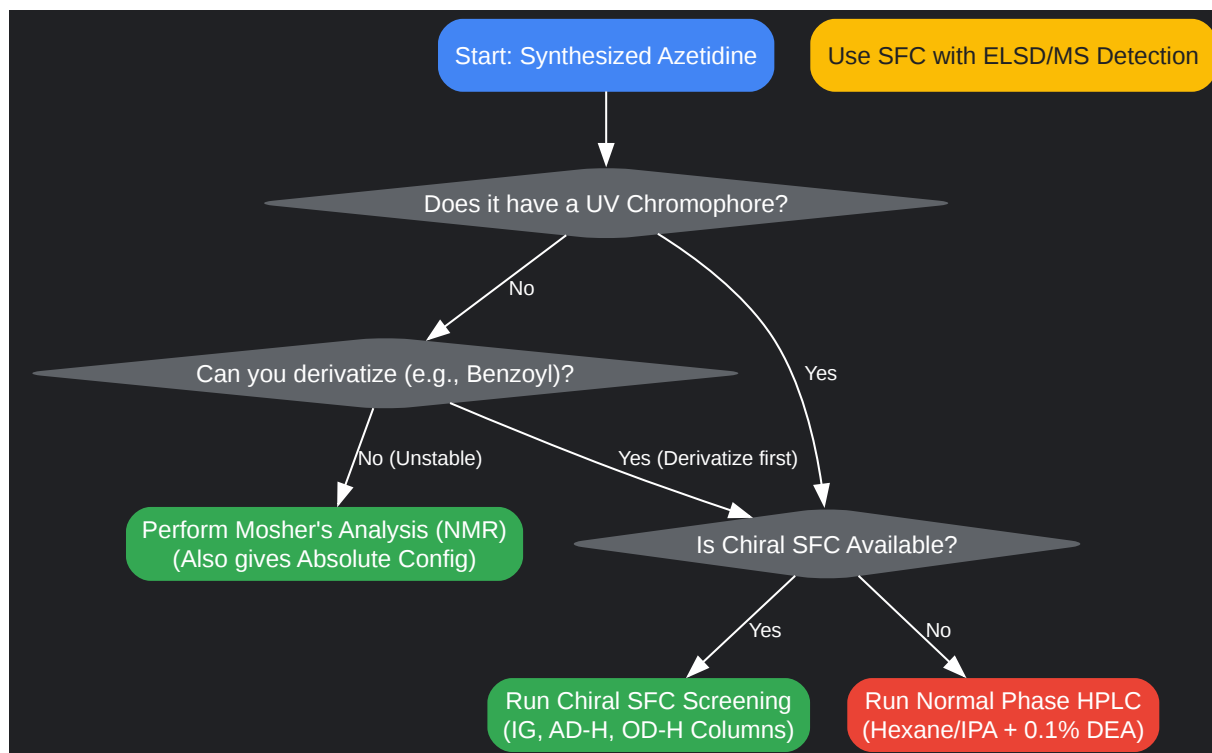 Start: Synthesized Azetidine
Use SFC with ELSD/MS Detection
Does it have a UV Chromophore?
No
Can you derivatize (e.g., Benzoyl)?
Yes
No (Unstable)
Yes (Derivatize first)
Perform Mosher's Analysis (NMR)
(Also gives Absolute Config)
Is Chiral SFC Available?
Yes
No
Run Chiral SFC Screening
(IG, AD-H, OD-H Columns)
Run Normal Phase HPLC
(Hexane/IPA + 0.1% DEA)